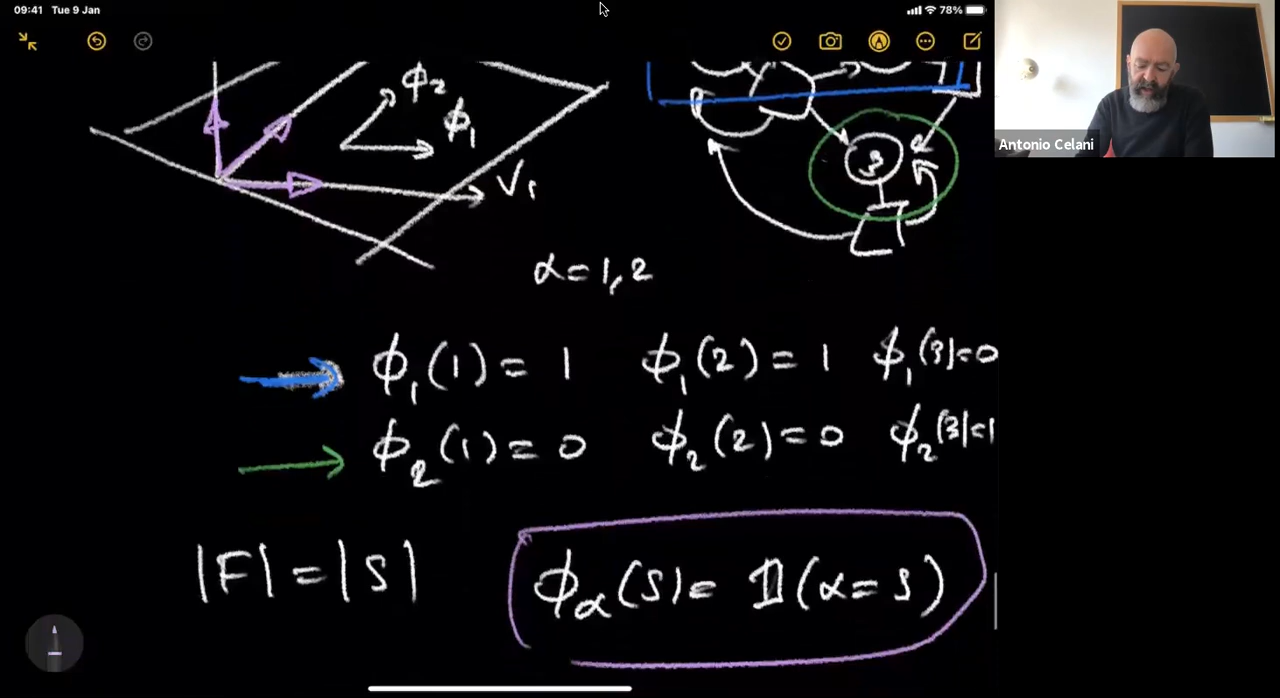 09:41 Tue 9 Jan
78%
Antonio Celani
ϕ2
ϕ1
V1
3
α=1,2
ϕ1(1)=1 ϕ1(2)=1 ϕ1(3)=0
ϕ2(1)=0 ϕ2(2)=0 ϕ2(3)=1
|F|=|S|
ϕα(s)= 𝟙(α=s)